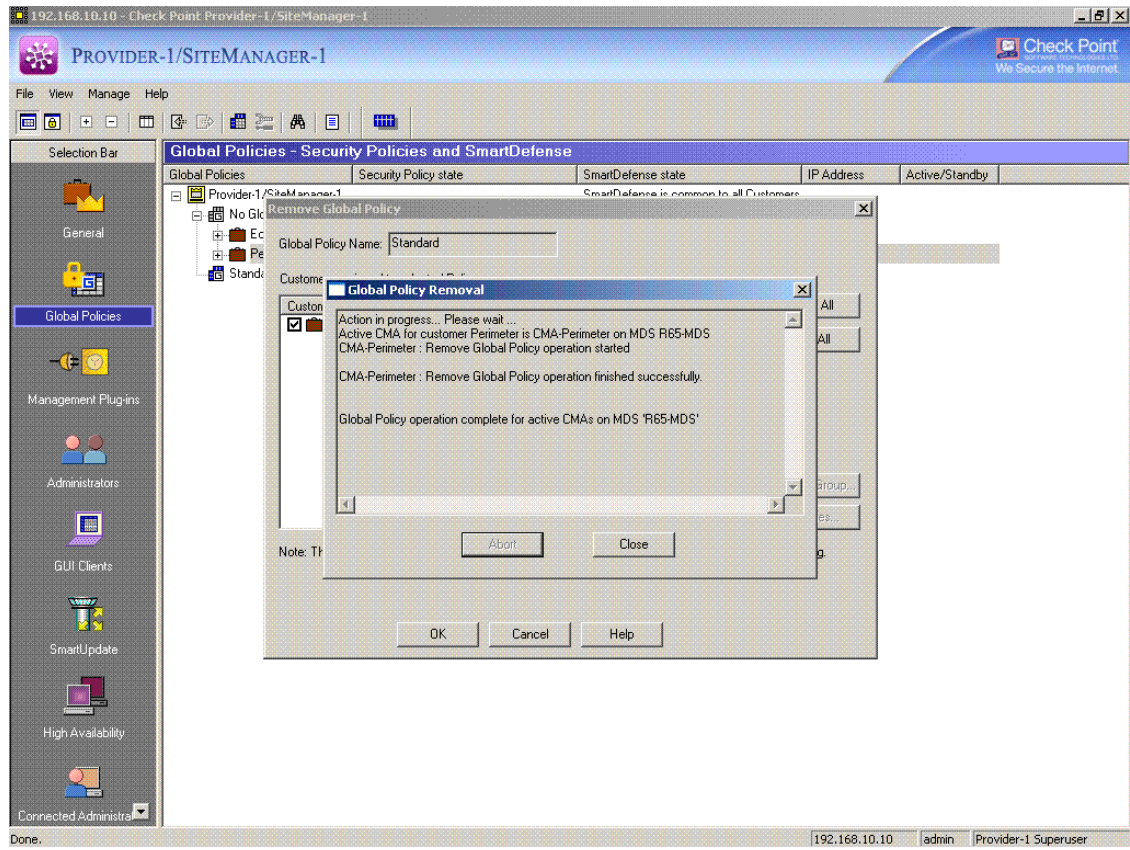 192.168.10.10 - Check Point Provider-1/SiteManager-1
PROVIDER-1/SITEMANAGER-1
Check Point
SOFTWARE TECHNOLOGIES LTD.
We Secure the Internet.
File View Manage Help
Selection Bar
Global Policies - Security Policies and SmartDefense
Global Policies Security Policy state SmartDefense state IP Address Active/Standby
Provider-1/SiteManager-1 SmartDefense is common to all Customers
No Glo
Ec
Pe
Standa
General
Global Policies
Management Plug-ins
Administrators
GUI Clients
SmartUpdate
High Availability
Connected Administra
Remove Global Policy
Global Policy Name: Standard
Custome
Custon
All
All
Group...
es...
Note: Th
g.
OK Cancel Help
Global Policy Removal
Action in progress... Please wait ...
Active CMA for customer Perimeter is CMA-Perimeter on MDS R65-MDS
CMA-Perimeter : Remove Global Policy operation started
CMA-Perimeter : Remove Global Policy operation finished successfully.
Global Policy operation complete for active CMAs on MDS 'R65-MDS'
Abort Close
Done. 192.168.10.10 admin Provider-1 Superuser